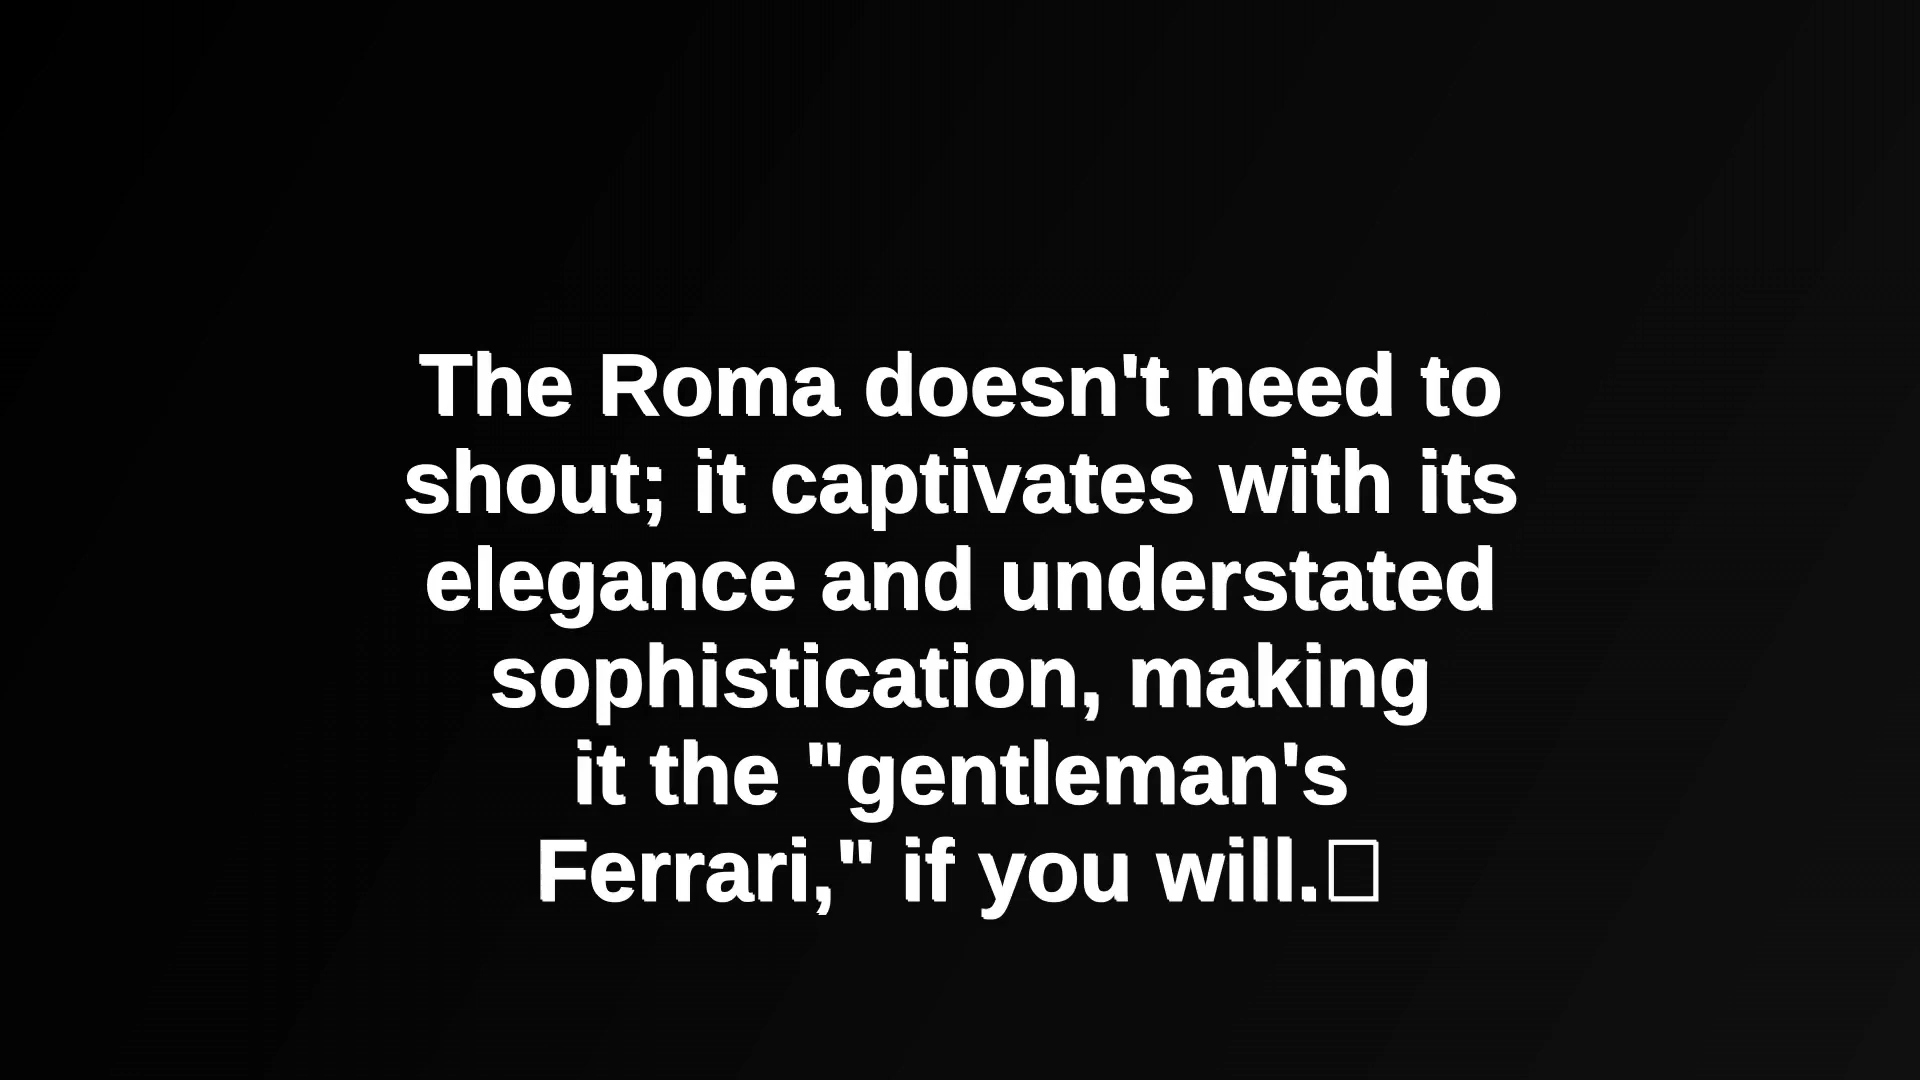 The Roma doesn't need to
shout; it captivates with its
elegance and understated
sophistication, making
it the "gentleman's
Ferrari," if you will.